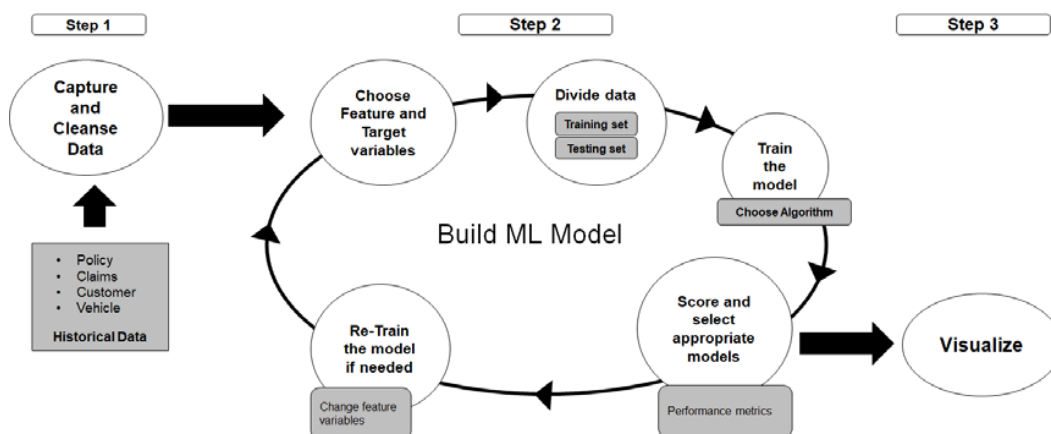 Step 1
Step 2
Step 3
Capture
and
Cleanse
Data
Choose
Feature and
Target
variables
Divide data
Training set
Testing set
Train
the
model
Choose Algorithm
Build ML Model
• Policy
• Claims
• Customer
• Vehicle
Historical Data
Re-Train
the model
if needed
Change feature
variables
Score and
select
appropriate
models
Performance metrics
Visualize